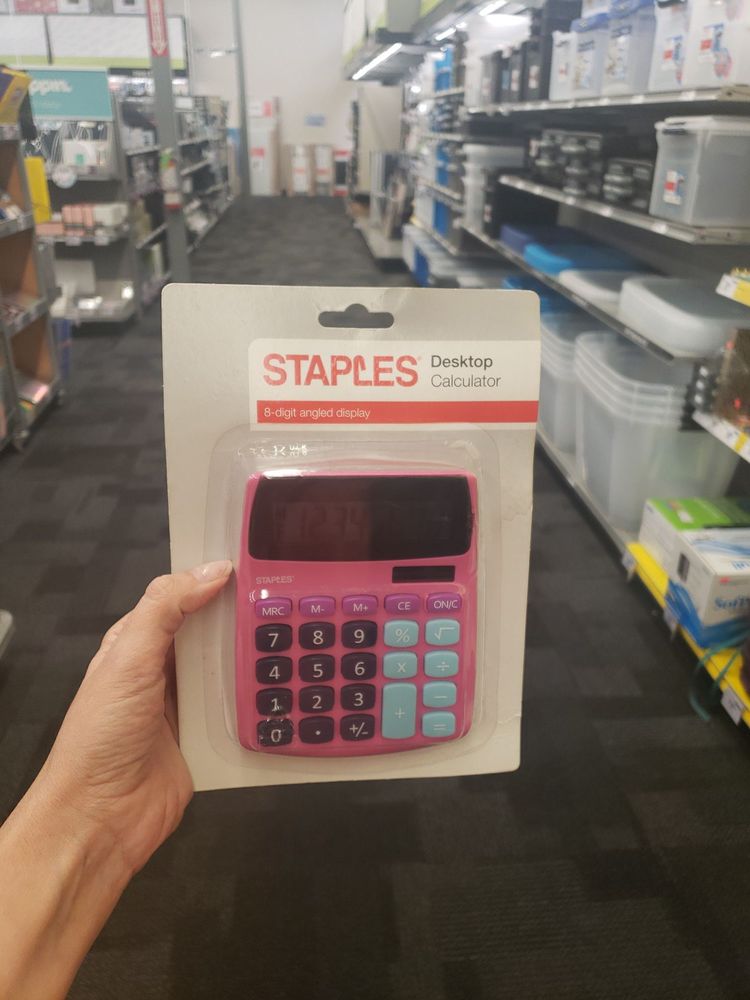 STAPLES Desktop
Calculator
8-digit angled display
STAPLES
MRC M- M+ CE ON/C
7 8 9 % √
4 5 6 x ÷
1 2 3 + −
0 . +/- =